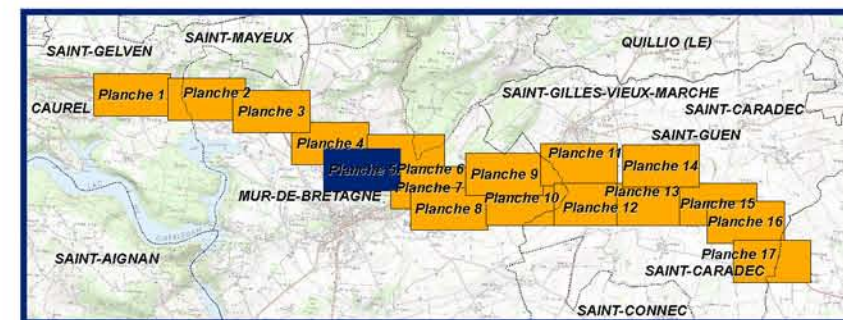 SAINT-GELVEN
SAINT-MAYEUX
QUILLIO (LE)
CAUREL
Planche 1
Planche 2
Planche 3
SAINT-GILLES-VIEUX-MARCHE
SAINT-CARADEC
SAINT-GUEN
Planche 4
Planche 5
Planche 6
Planche 7
Planche 8
Planche 9
Planche 10
Planche 11
Planche 12
Planche 13
Planche 14
Planche 15
Planche 16
Planche 17
MUR-DE-BRETAGNE
SAINT-AIGNAN
SAINT-CARADEC
SAINT-CONNEC